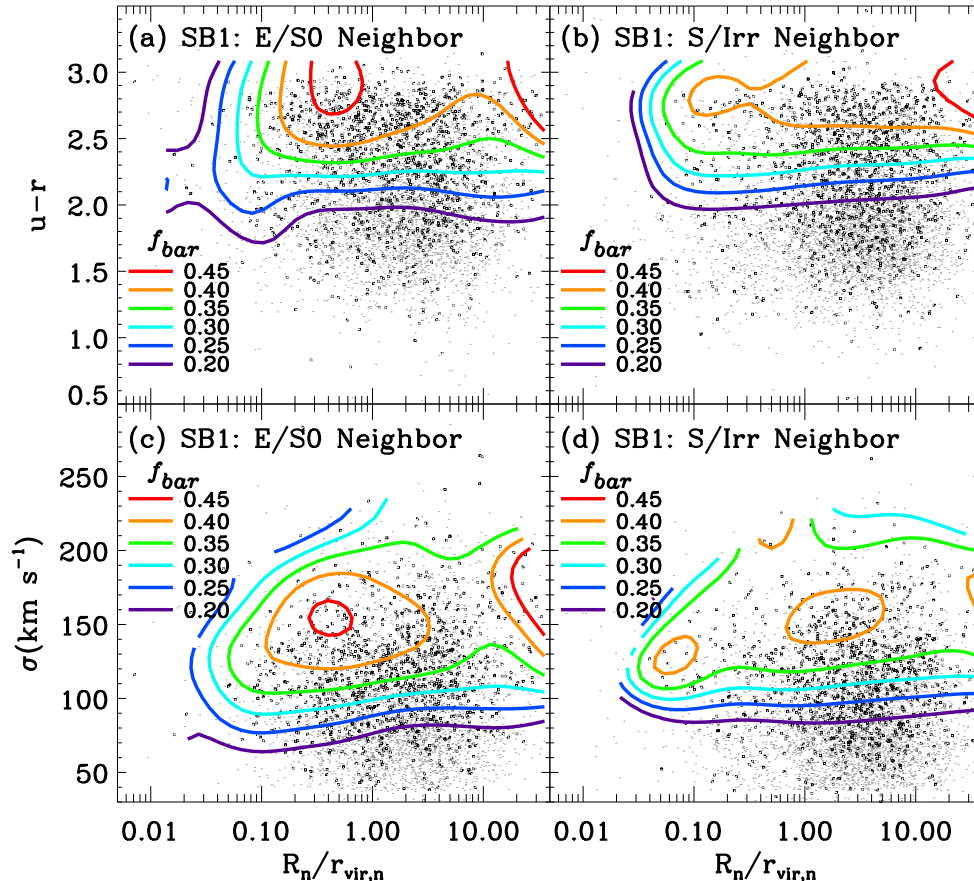 (a) SB1: E/S0 Neighbor
(b) SB1: S/Irr Neighbor
u−r
3.0
2.5
2.0
1.5
1.0
0.5
f_bar
0.45
0.40
0.35
0.30
0.25
0.20
f_bar
0.45
0.40
0.35
0.30
0.25
0.20
(c) SB1: E/S0 Neighbor
(d) SB1: S/Irr Neighbor
σ(km s⁻¹)
250
200
150
100
50
f_bar
0.45
0.40
0.35
0.30
0.25
0.20
f_bar
0.45
0.40
0.35
0.30
0.25
0.20
0.01 0.10 1.00 10.00
0.10 1.00 10.00
R_n/r_vir,n
R_n/r_vir,n